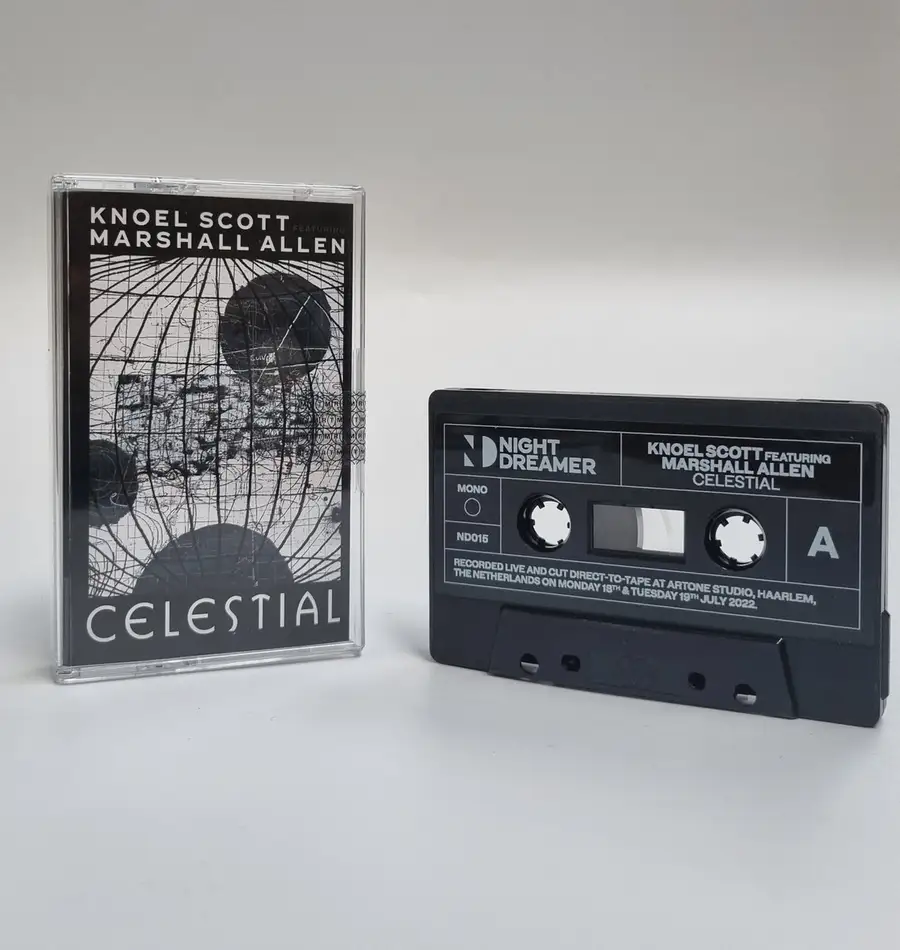 KNOEL SCOTT FEATURING
MARSHALL ALLEN
CELESTIAL
ND NIGHT
DREAMER
KNOEL SCOTT FEATURING
MARSHALL ALLEN
CELESTIAL
MONO
ND015
A
RECORDED LIVE AND CUT DIRECT-TO-TAPE AT ARTONE STUDIO, HAARLEM,
THE NETHERLANDS ON MONDAY 18TH & TUESDAY 19TH JULY 2022.